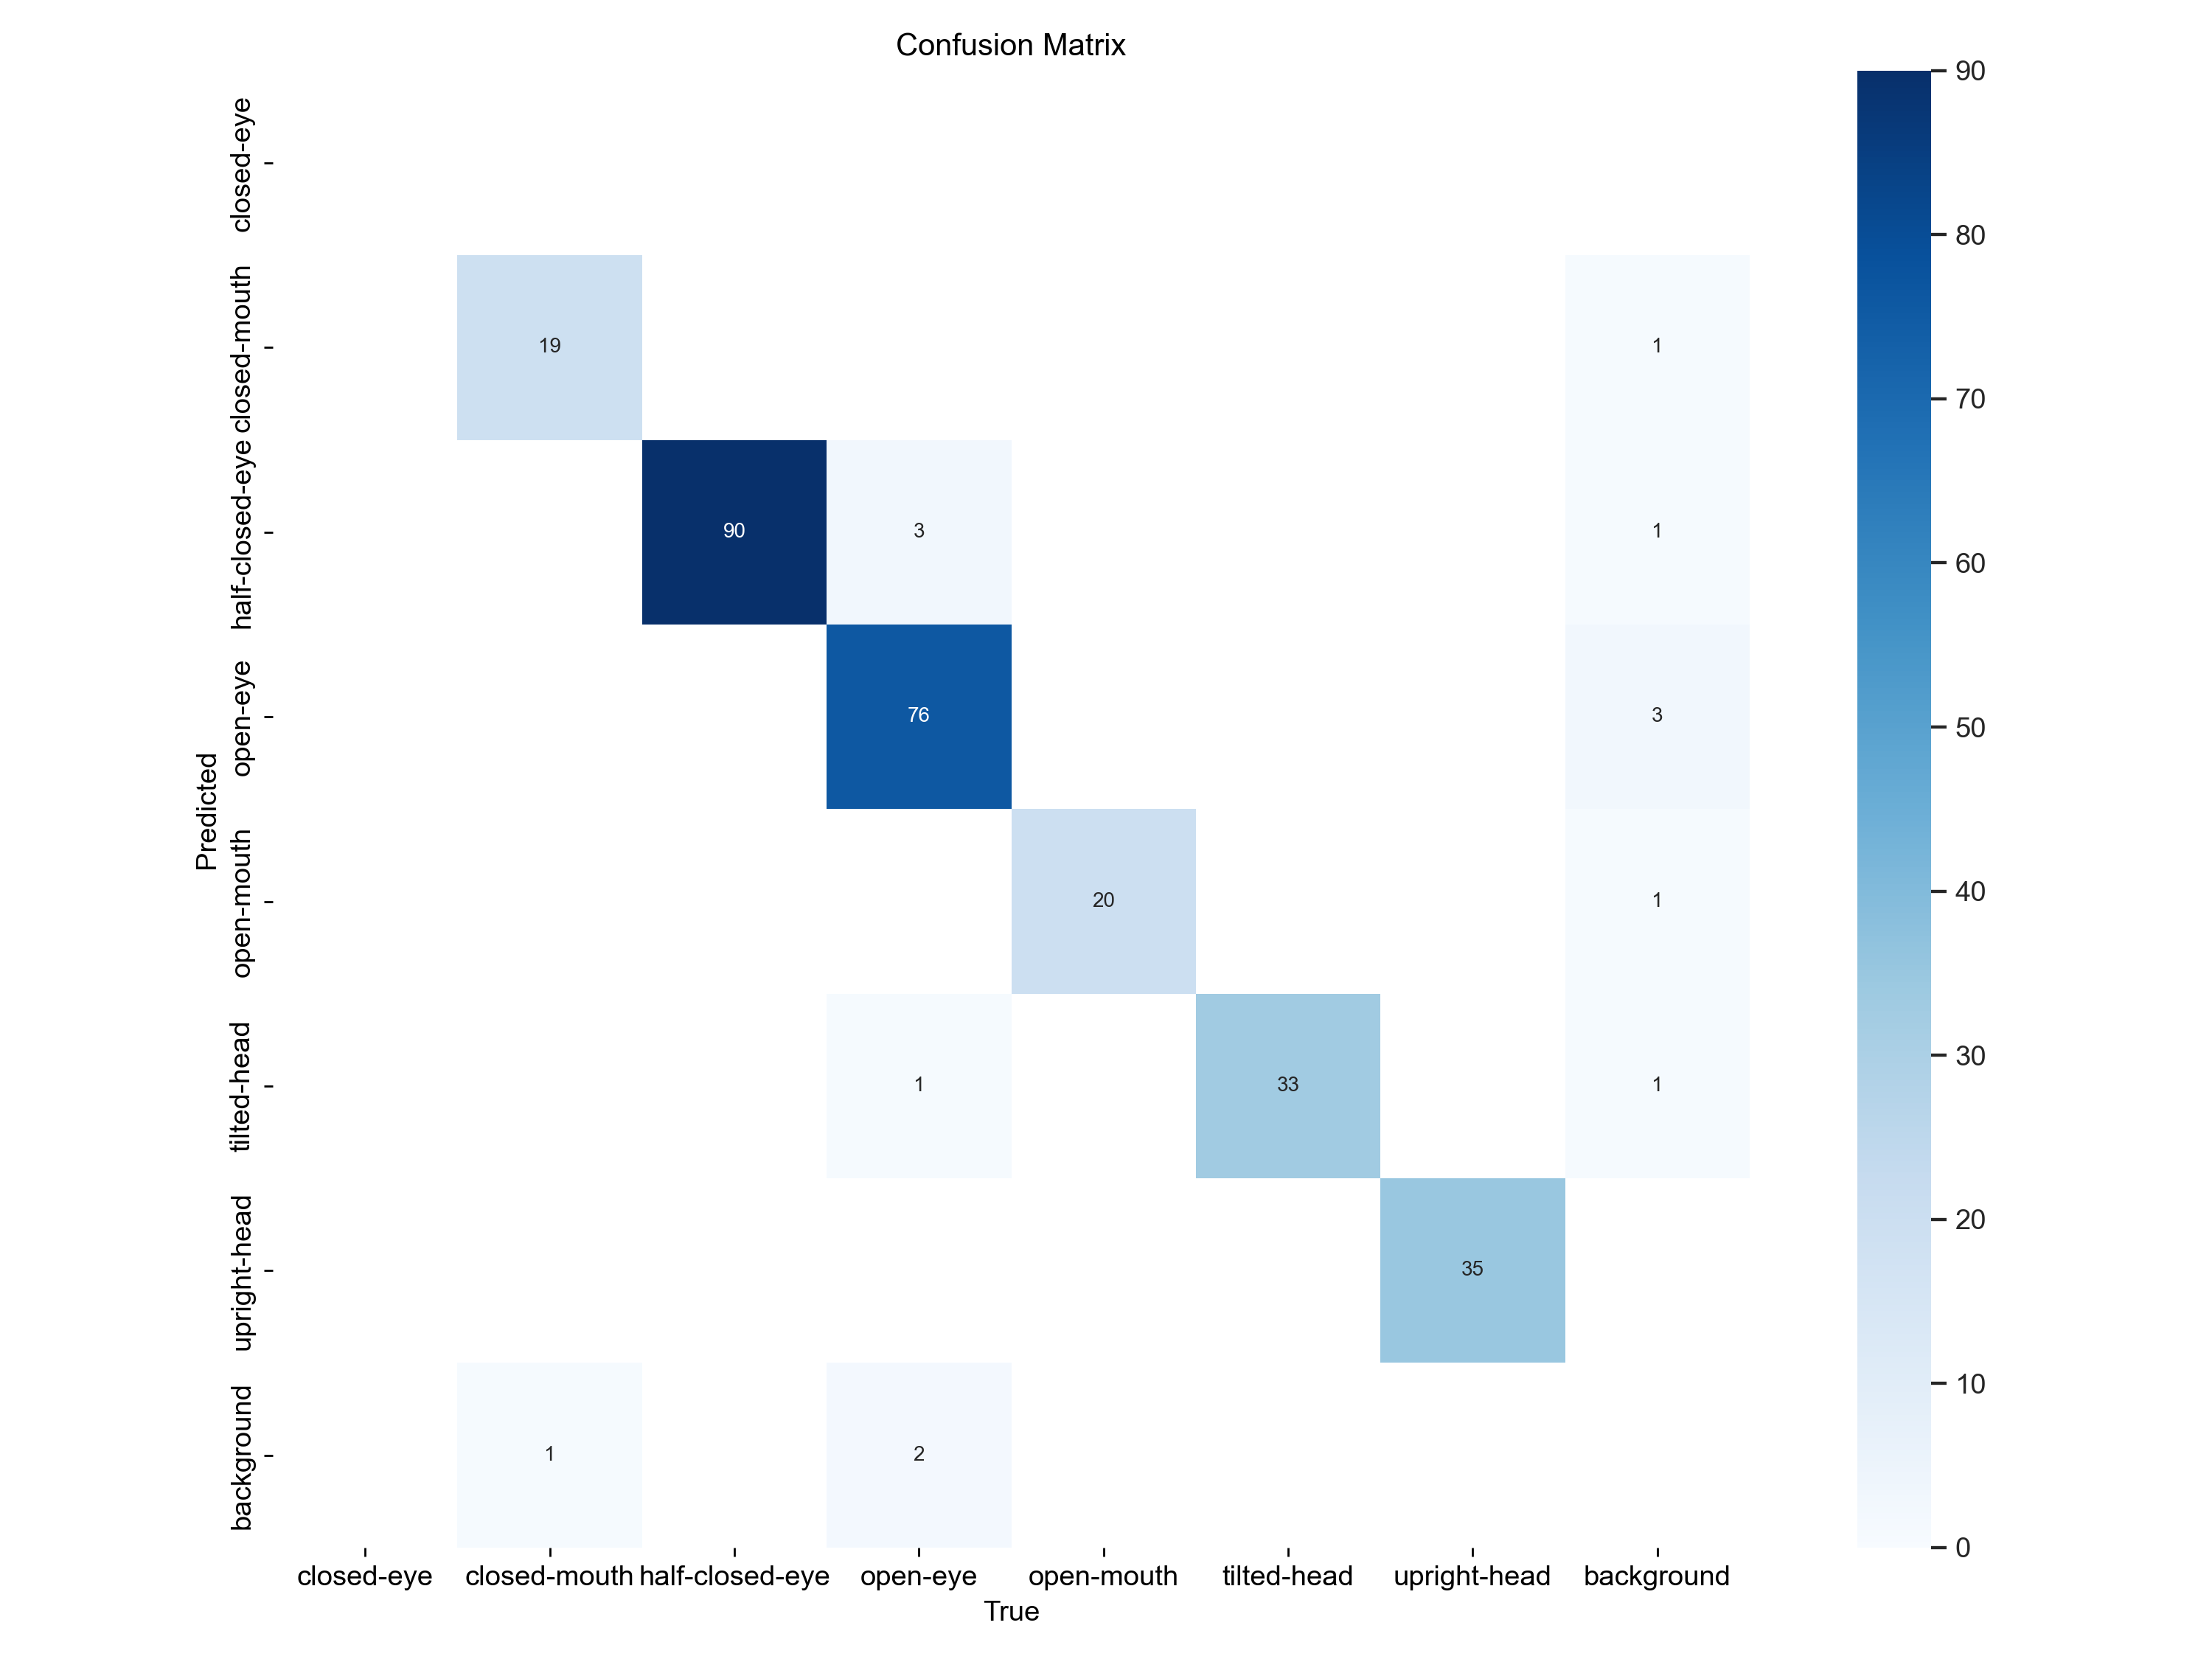 Confusion Matrix
closed-eye
closed-mouth
19
1
half-closed-eye
90
3
1
open-eye
76
3
Predicted
open-mouth
20
1
tilted-head
1
33
1
upright-head
35
background
1
2
closed-eye closed-mouth half-closed-eye open-eye open-mouth tilted-head upright-head background
True
90
80
70
60
50
40
30
20
10
0